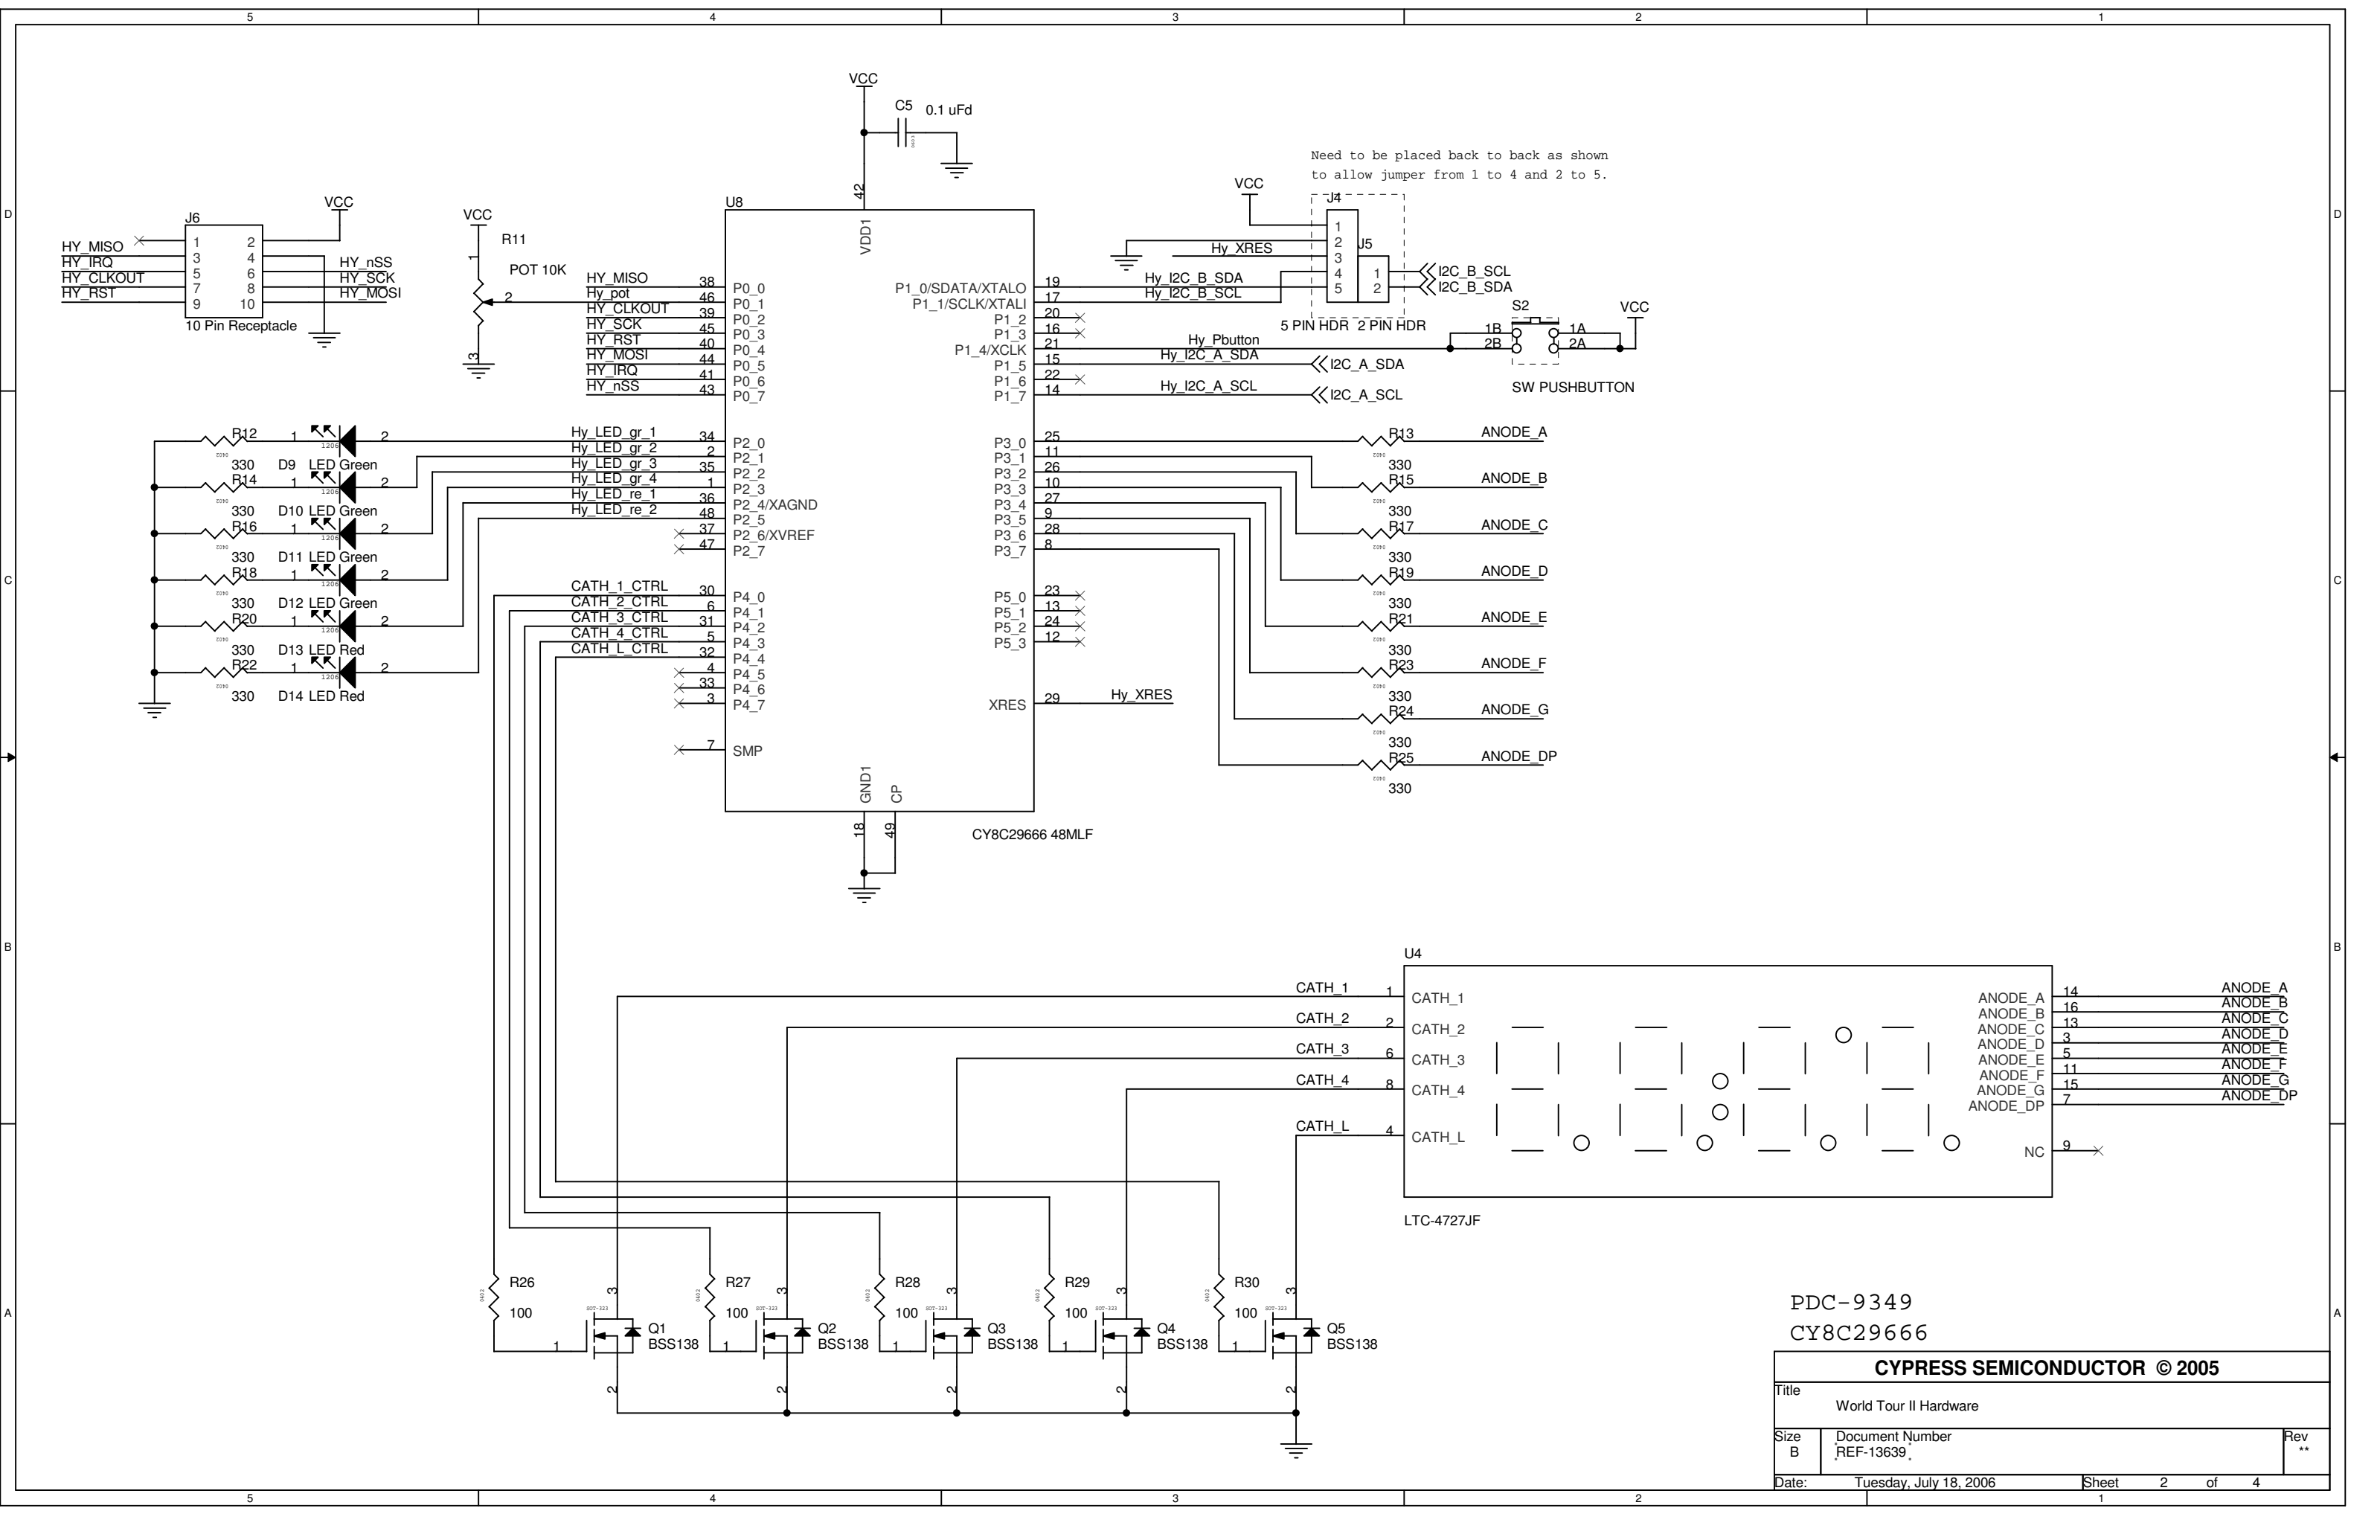 5 4 3 2 1
VCC
C5 0.1 uFd
0603
42
Need to be placed back to back as shown
to allow jumper from 1 to 4 and 2 to 5.
D D
J6
VCC
HY_MISO 1 2
HY_IRQ 3 4
HY_CLKOUT 5 6 HY_nSS
HY_RST 7 8 HY_SCK
9 10 HY_MOSI
10 Pin Receptacle
VCC
R11
1
POT 10K
2
3
U8
VDD1
HY_MISO 38 P0_0
Hy_pot 46 P0_1
HY_CLKOUT 39 P0_2
HY_SCK 45 P0_3
HY_RST 40 P0_4
HY_MOSI 44 P0_5
HY_IRQ 41 P0_6
HY_nSS 43 P0_7
P1_0/SDATA/XTALO 19 Hy_I2C_B_SDA
P1_1/SCLK/XTALI 17 Hy_I2C_B_SCL
P1_2 20
P1_3 16
P1_4/XCLK 21 Hy_Pbutton
P1_5 15 Hy_I2C_A_SDA I2C_A_SDA
P1_6 22
P1_7 14 Hy_I2C_A_SCL I2C_A_SCL
VCC
J4
1
2
Hy_XRES 3
4
5
J5
1 I2C_B_SCL
2 I2C_B_SDA
5 PIN HDR 2 PIN HDR
S2
VCC
1B 1A
2B 2A
SW PUSHBUTTON
C C
R12 1 2 Hy_LED_gr_1 34 P2_0
330 D9 LED Green
R14 1 2 Hy_LED_gr_2 2 P2_1
330 D10 LED Green
R16 1 2 Hy_LED_gr_3 35 P2_2
330 D11 LED Green
R18 1 2 Hy_LED_gr_4 1 P2_3
330 D12 LED Green
R20 1 2 Hy_LED_re_1 36 P2_4/XAGND
330 D13 LED Red
R22 1 2 Hy_LED_re_2 48 P2_5
330 D14 LED Red
37 P2_6/XVREF
47 P2_7
CATH_1_CTRL 30 P4_0
CATH_2_CTRL 6 P4_1
CATH_3_CTRL 31 P4_2
CATH_4_CTRL 5 P4_3
CATH_L_CTRL 32 P4_4
4 P4_5
33 P4_6
3 P4_7
7 SMP
P3_0 25 R13 ANODE_A
330
P3_1 11 R15 ANODE_B
330
P3_2 26 R17 ANODE_C
330
P3_3 10 R19 ANODE_D
330
P3_4 27 R21 ANODE_E
330
P3_5 9 R23 ANODE_F
330
P3_6 28 R24 ANODE_G
330
P3_7 8 R25 ANODE_DP
330
P5_0 23
P5_1 13
P5_2 24
P5_3 12
XRES 29 Hy_XRES
GND1 CP
18 49
CY8C29666 48MLF
B B
U4
CATH_1 1 CATH_1
CATH_2 2 CATH_2
CATH_3 6 CATH_3
CATH_4 8 CATH_4
CATH_L 4 CATH_L
ANODE_A 14 ANODE_A
ANODE_B 16 ANODE_B
ANODE_C 13 ANODE_C
ANODE_D 3 ANODE_D
ANODE_E 5 ANODE_E
ANODE_F 11 ANODE_F
ANODE_G 15 ANODE_G
ANODE_DP 7 ANODE_DP
NC 9
LTC-4727JF
A A
R26 100 SOT-323 1 3 2 Q1 BSS138
R27 100 SOT-323 1 3 2 Q2 BSS138
R28 100 SOT-323 1 3 2 Q3 BSS138
R29 100 SOT-323 1 3 2 Q4 BSS138
R30 100 SOT-323 1 3 2 Q5 BSS138
PDC-9349
CY8C29666
CYPRESS SEMICONDUCTOR © 2005
Title
World Tour II Hardware
Size Document Number Rev
B REF-13639 **
Date: Tuesday, July 18, 2006 Sheet 2 of 4
5 4 3 2 1